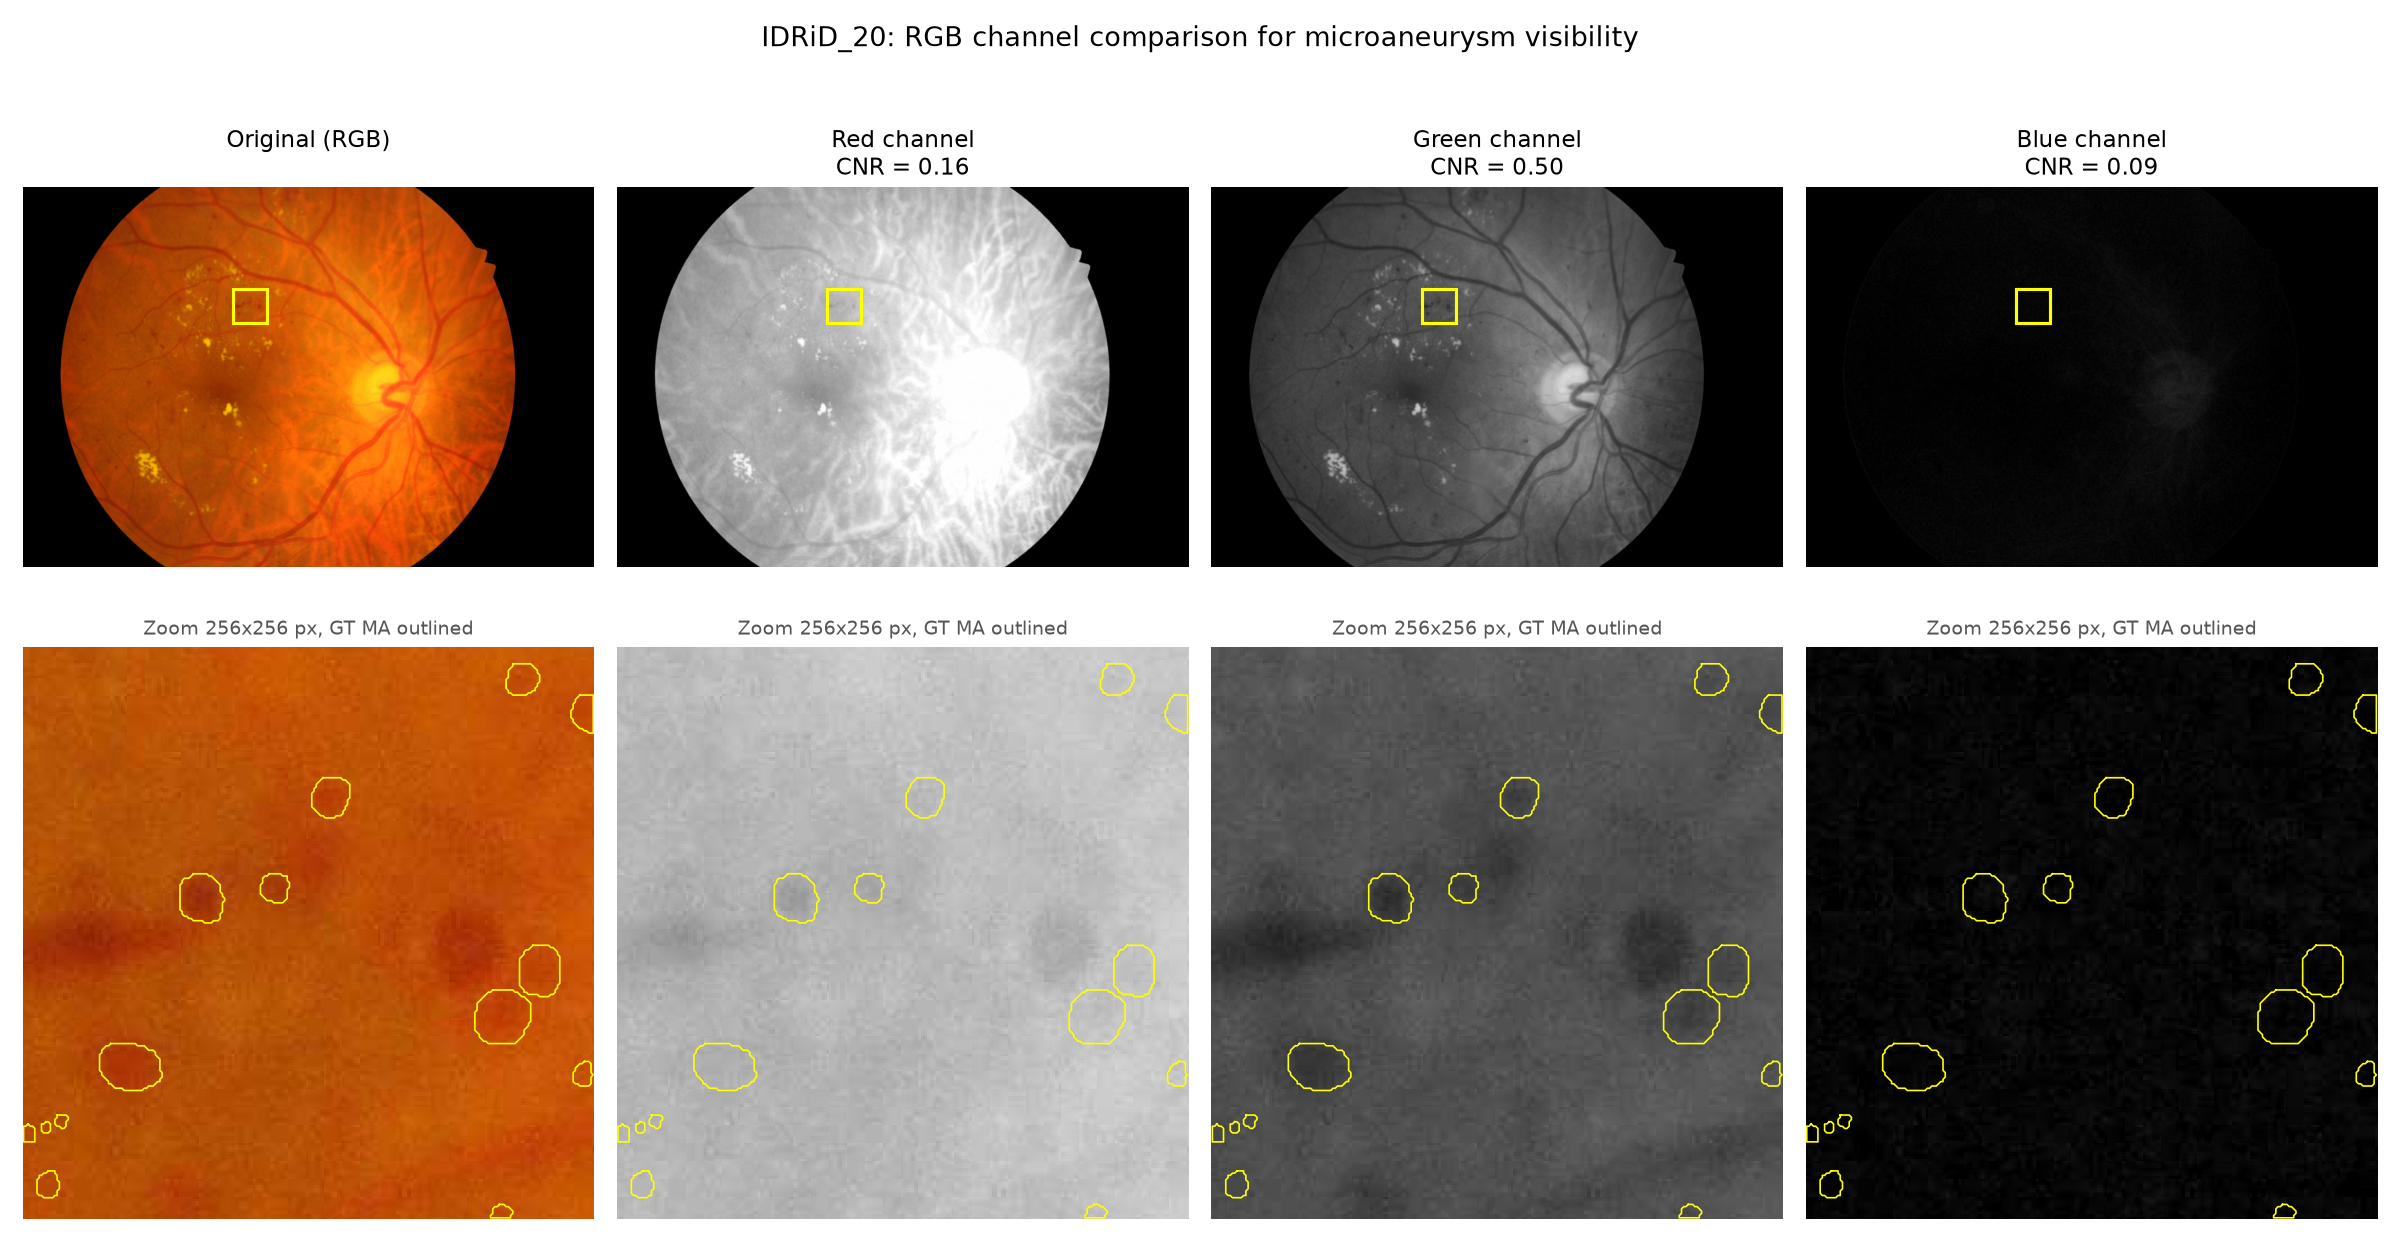 IDRiD_20: RGB channel comparison for microaneurysm visibility
Original (RGB)
Red channel
CNR = 0.16
Green channel
CNR = 0.50
Blue channel
CNR = 0.09
Zoom 256x256 px, GT MA outlined
Zoom 256x256 px, GT MA outlined
Zoom 256x256 px, GT MA outlined
Zoom 256x256 px, GT MA outlined